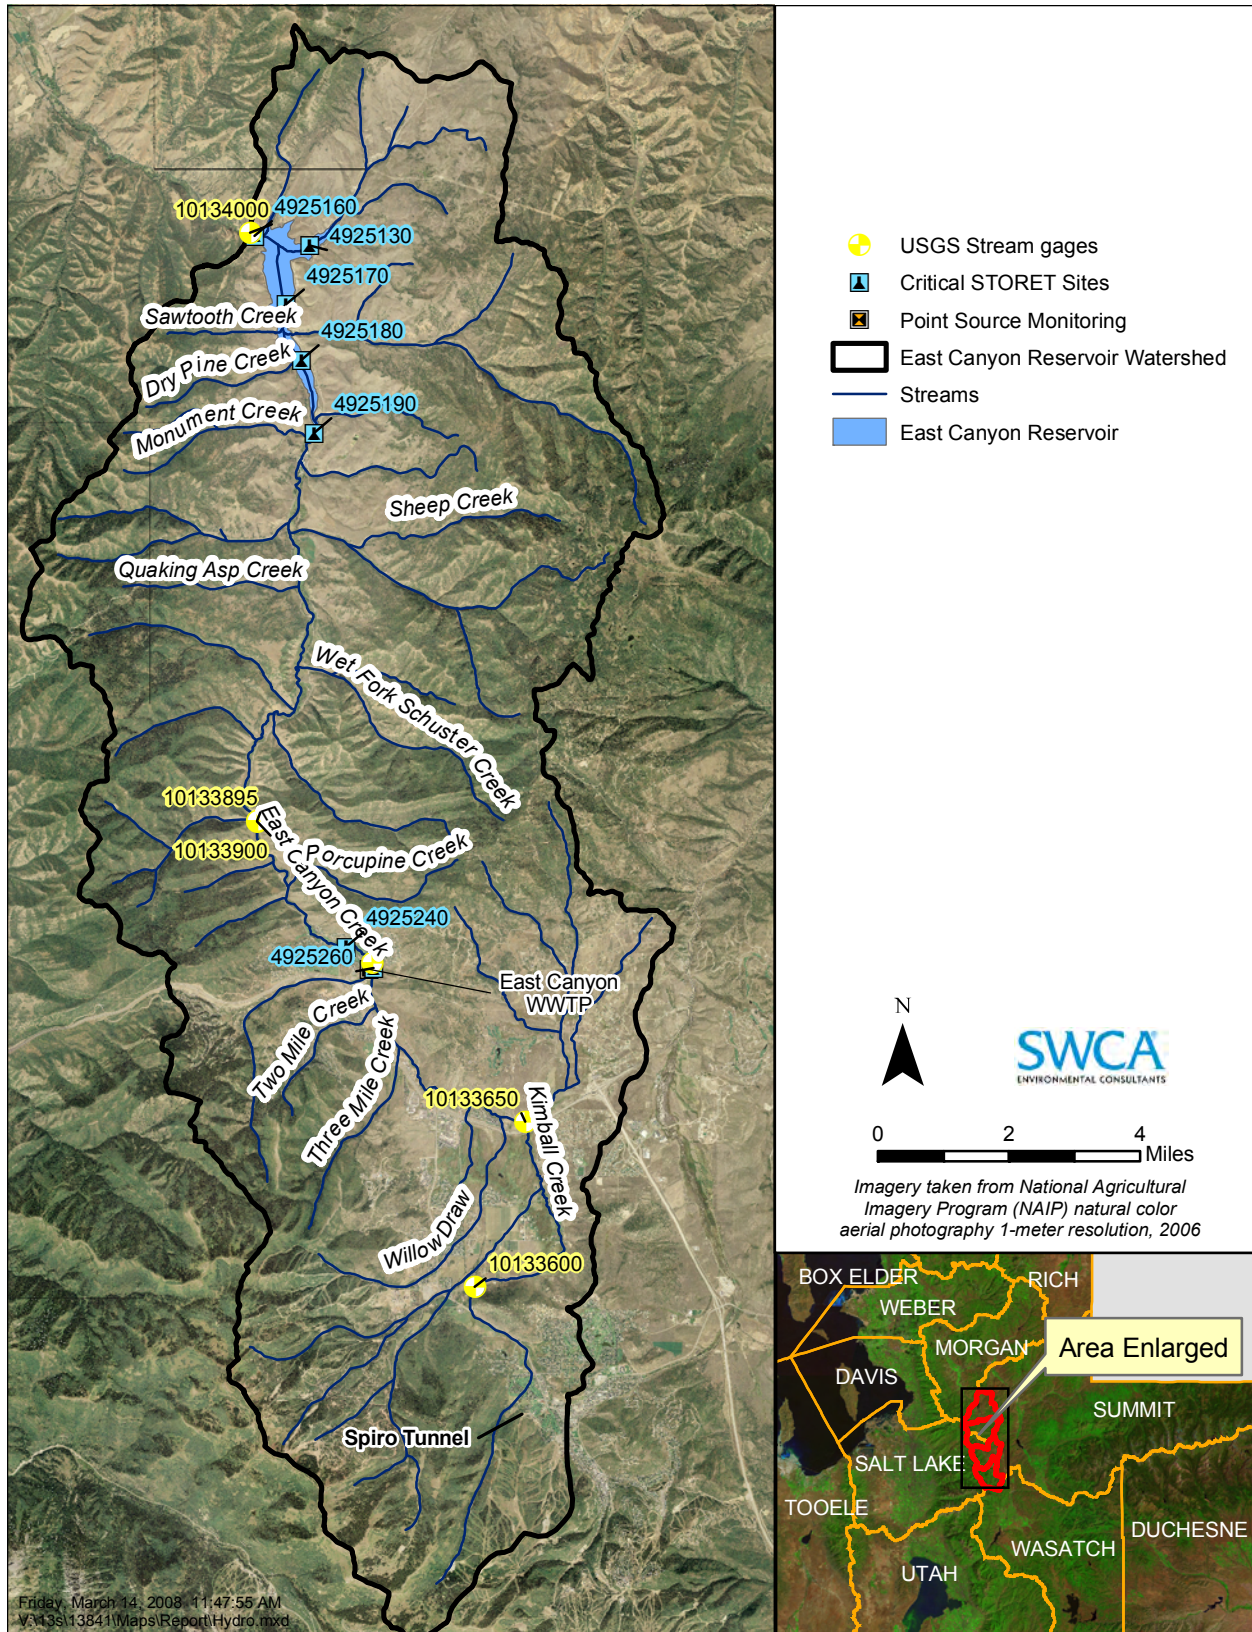 10134000
4925160
4925130
4925170
Sawtooth Creek
4925180
Dry Pine Creek
4925190
Monument Creek
Sheep Creek
Quaking Asp Creek
Wet Fork Schuster Creek
10133895
East Canyon Creek
10133900
Porcupine Creek
4925240
4925260
East Canyon
WWTP
Two Mile Creek
Three Mile Creek
10133650
Kimball Creek
Willow Draw
10133600
Spiro Tunnel
Friday, March 14, 2008 11:47:55 AM
V:\13s\13841\Maps\Report\Hydro.mxd
USGS Stream gages
Critical STORET Sites
Point Source Monitoring
East Canyon Reservoir Watershed
Streams
East Canyon Reservoir
N
SWCA
ENVIRONMENTAL CONSULTANTS
0 2 4
Miles
Imagery taken from National Agricultural
Imagery Program (NAIP) natural color
aerial photography 1-meter resolution, 2006
BOX ELDER
RICH
WEBER
MORGAN
Area Enlarged
DAVIS
SUMMIT
SALT LAKE
TOOELE
DUCHESNE
WASATCH
UTAH